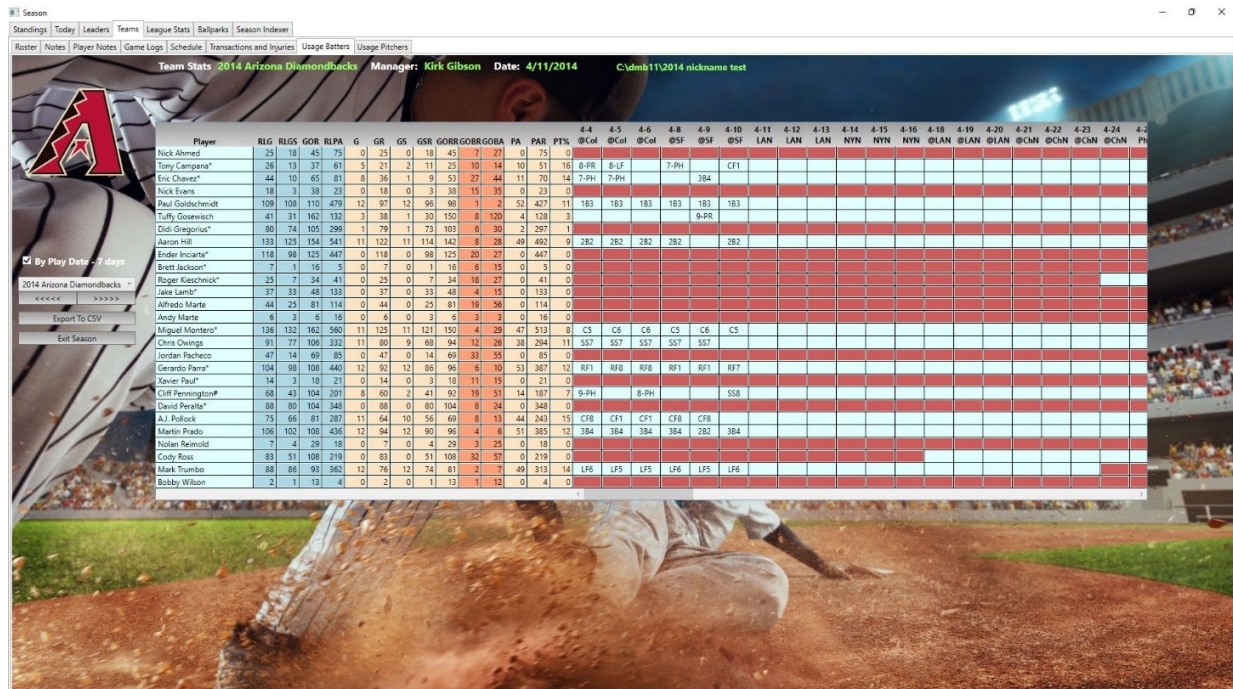 Season
Standings Today Leaders Teams League Stats Ballparks Season Indexer
Roster Notes Player Notes Game Logs Schedule Transactions and Injuries Usage Batters Usage Pitchers
Team Stats 2014 Arizona Diamondbacks Manager: Kirk Gibson Date: 4/11/2014 C:\dmb11\2014 nickname test
4-4 4-5 4-6 4-8 4-9 4-10 4-11 4-12 4-13 4-14 4-15 4-16 4-18 4-19 4-20 4-21 4-22 4-23 4-24 4-2
Player RLG RLGS GOR RLPA G GR GS GSR GORR GOBR GOBA PA PAR PT% @Col @Col @Col @SF @SF @SF LAN LAN LAN NYN NYN NYN @LAN @LAN @LAN @ChN @ChN @ChN @ChN Ph
Nick Ahmed 25 18 45 75 0 25 0 18 45 7 27 0 75 0
Tony Campana* 26 13 37 61 5 21 2 11 25 10 14 10 51 16 8-PR 8-LF 7-PH CF1
Eric Chavez* 44 10 65 81 8 36 1 9 53 27 44 11 70 14 7-PH 7-PH 3B4
Nick Evans 18 3 38 23 0 18 0 3 38 15 35 0 23 0
Paul Goldschmidt 109 108 110 479 12 97 12 96 98 1 2 52 427 11 1B3 1B3 1B3 1B3 1B3 1B3
Tuffy Gosewisch 41 31 162 132 3 38 1 30 150 8 120 4 128 3 9-PR
Didi Gregorius* 80 74 105 299 1 79 1 73 103 6 30 2 297 1
Aaron Hill 133 125 154 541 11 122 11 114 142 8 28 49 492 9 2B2 2B2 2B2 2B2 2B2
Ender Inciarte* 118 98 125 447 0 118 0 98 125 20 27 0 447 0
Brett Jackson* 7 1 16 5 0 7 0 1 16 6 15 0 5 0
Roger Kieschnick* 25 7 34 41 0 25 0 7 34 18 27 0 41 0
Jake Lamb* 37 33 48 133 0 37 0 33 48 4 15 0 133 0
Alfredo Marte 44 25 81 114 0 44 0 25 81 19 56 0 114 0
Andy Marte 6 3 6 16 0 6 0 3 6 3 3 0 16 0
Miguel Montero* 136 132 162 560 11 125 11 121 150 4 29 47 513 8 C5 C6 C6 C5 C6 C5
Chris Owings 91 77 106 332 11 80 9 68 94 12 26 38 294 11 SS7 SS7 SS7 SS7 SS7
Jordan Pacheco 47 14 69 85 0 47 0 14 69 33 55 0 85 0
Gerardo Parra* 104 98 108 440 12 92 12 86 96 6 10 53 387 12 RF1 RF8 RF1 RF1 RF1 RF7
Xavier Paul* 14 3 18 21 0 14 0 3 18 11 15 0 21 0
Cliff Pennington# 68 43 104 201 8 60 2 41 92 19 51 14 187 7 9-PH 8-PH SS8
David Peralta* 88 80 104 348 0 88 0 80 104 8 24 0 348 0
A.J. Pollock 75 66 81 287 11 64 10 56 69 8 13 44 243 15 CF8 CF1 CF1 CF8 CF8
Martin Prado 106 102 108 436 12 94 12 90 96 4 6 51 385 12 3B4 3B4 3B4 3B4 2B2 3B4
Nolan Reimold 7 4 29 18 0 7 0 4 29 3 25 0 18 0
Cody Ross 83 51 108 219 0 83 0 51 108 32 57 0 219 0
Mark Trumbo 88 86 93 362 12 76 12 74 81 2 7 49 313 14 LF6 LF5 LF5 LF6 LF5 LF6
Bobby Wilson 2 1 13 4 0 2 0 1 13 1 12 0 4 0
By Play Date - 7 days
2014 Arizona Diamondbacks
<<<<< >>>>>
Export To CSV
Exit Season